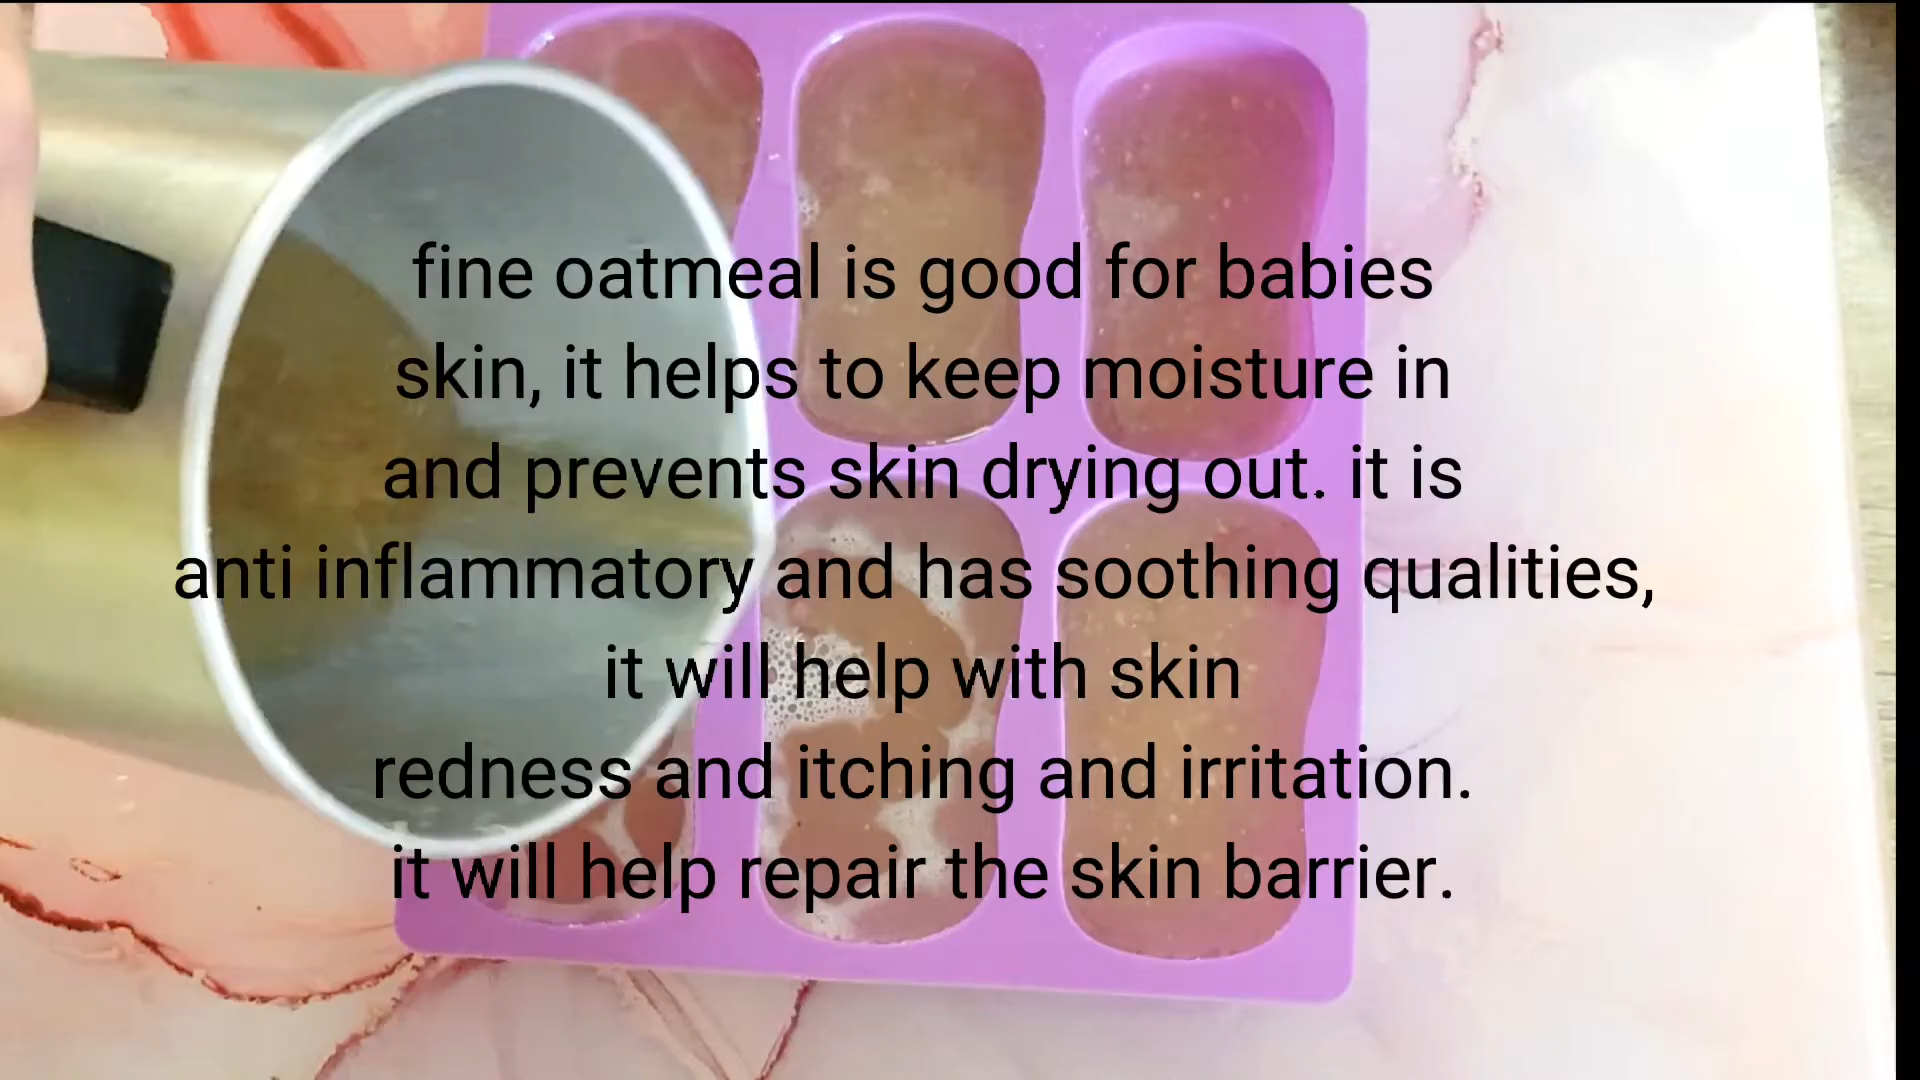 fine oatmeal is good for babies
skin, it helps to keep moisture in
and prevents skin drying out. it is
anti inflammatory and has soothing qualities,
it will help with skin
redness and itching and irritation.
it will help repair the skin barrier.